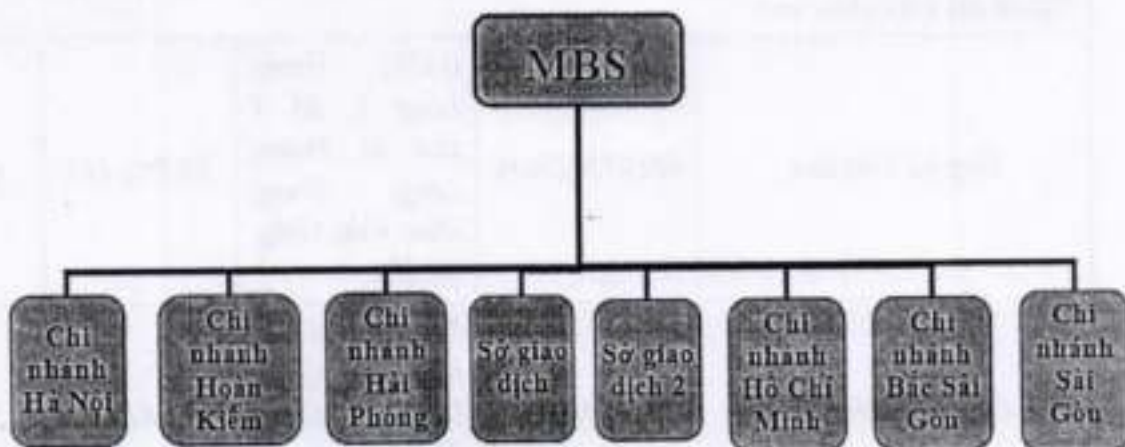 MBS
Chi
nhánh
Hà Nội
Chi
nhánh
Hoàn
Kiếm
Chi
nhánh
Hải
Phòng
Sở giao
dịch
Sở giao
dịch 2
Chi
nhánh
Hồ Chí
Minh
Chi
nhánh
Bắc Sài
Gòn
Chi
nhánh
Sài
Gòn